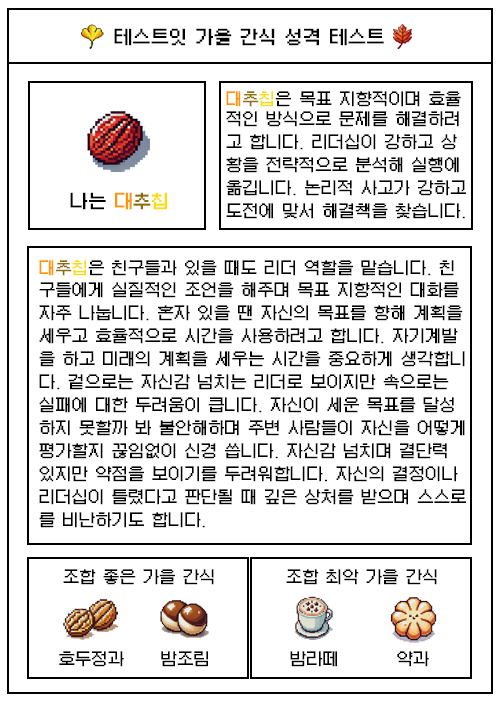 테스트잇 가을 간식 성격 테스트
나는 대추칩
대추칩은 목표 지향적이며 효율
적인 방식으로 문제를 해결하려
고 합니다. 리더십이 강하고 상
황을 전략적으로 분석해 실행에
옮깁니다. 논리적 사고가 강하고
도전에 맞서 해결책을 찾습니다.
대추칩은 친구들과 있을 때도 리더 역할을 맡습니다. 친
구들에게 실질적인 조언을 해주며 목표 지향적인 대화를
자주 나눕니다. 혼자 있을 땐 자신의 목표를 향해 계획을
세우고 효율적으로 시간을 사용하려고 합니다. 자기계발
을 하고 미래의 계획을 세우는 시간을 중요하게 생각합니
다. 겉으로는 자신감 넘치는 리더로 보이지만 속으로는
실패에 대한 두려움이 큽니다. 자신이 세운 목표를 달성
하지 못할까 봐 불안해하며 주변 사람들이 자신을 어떻게
평가할지 끊임없이 신경 씁니다. 자신감 넘치며 결단력
있지만 약점을 보이기를 두려워합니다. 자신의 결정이나
리더십이 틀렸다고 판단될 때 깊은 상처를 받으며 스스로
를 비난하기도 합니다.
조합 좋은 가을 간식
호두정과 밤조림
조합 최악 가을 간식
밤라떼 약과